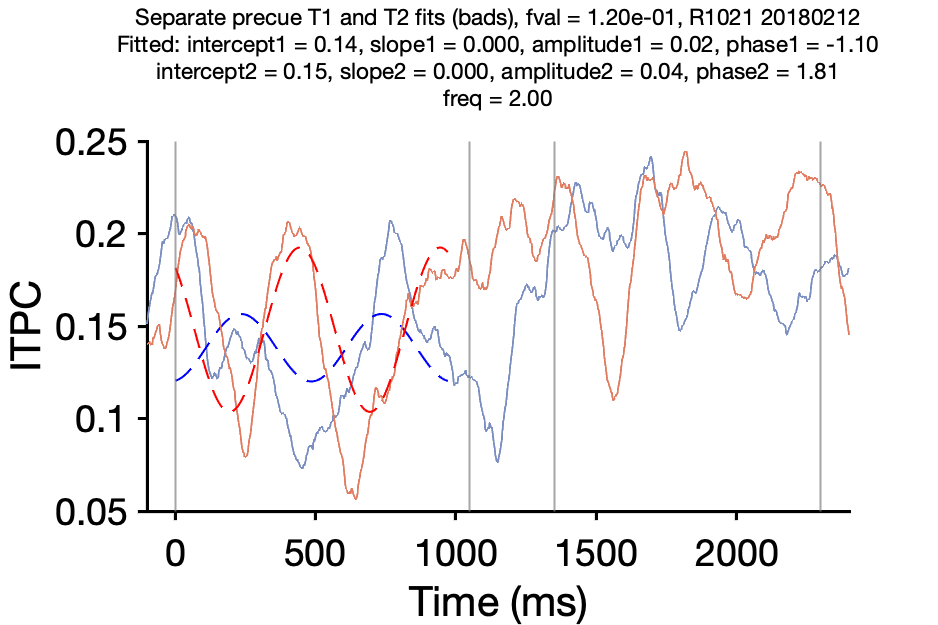 Separate precue T1 and T2 fits (bads), fval = 1.20e-01, R1021 20180212
Fitted: intercept1 = 0.14, slope1 = 0.000, amplitude1 = 0.02, phase1 = -1.10
intercept2 = 0.15, slope2 = 0.000, amplitude2 = 0.04, phase2 = 1.81
freq = 2.00
0.25
0.2
0.15
0.1
0.05
ITPC
0 500 1000 1500 2000
Time (ms)